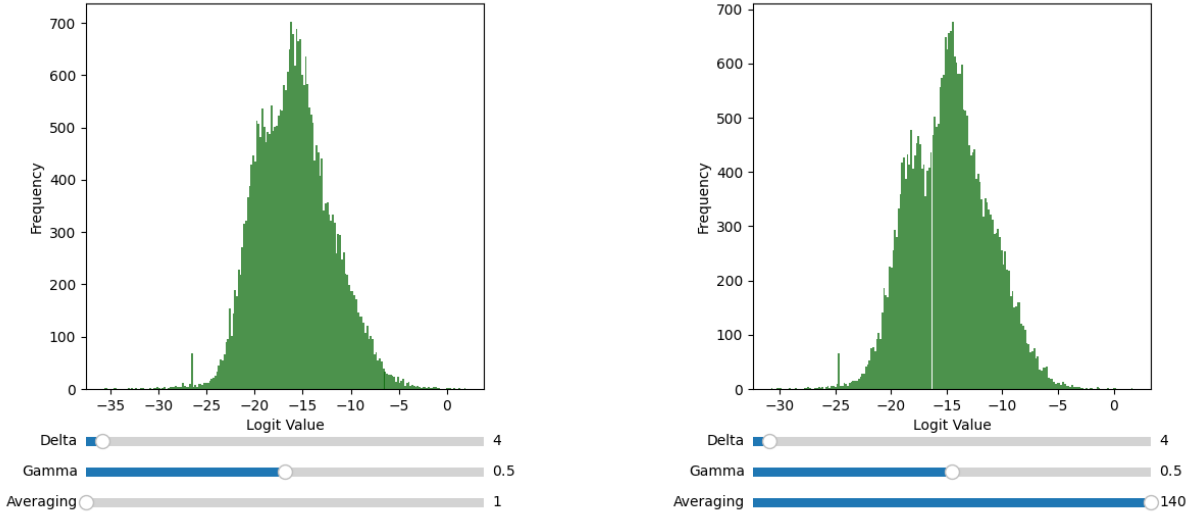 700
600
500
400
300
200
100
0
Frequency
−35 −30 −25 −20 −15 −10 −5 0
Logit Value
Delta 4
Gamma 0.5
Averaging 1
700
600
500
400
300
200
100
0
Frequency
−30 −25 −20 −15 −10 −5 0
Logit Value
Delta 4
Gamma 0.5
Averaging 140